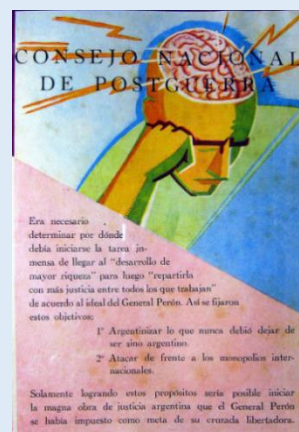 CONSEJO NACIONAL
DE POSTGUERRA
Era necesario
determinar por dónde
debía iniciarse la tarea in-
mensa de llegar al "desarrollo de
mayor riqueza" para luego "repartirla
con más justicia entre todos los que trabajan"
de acuerdo al ideal del General Perón. Así se fijaron
estos objetivos:
1º Argentinizar lo que nunca debió dejar de
ser sino argentino.
2º Atacar de frente a los monopolios inter-
nacionales.
Solamente logrando estos propósitos sería posible iniciar
la magna obra de justicia argentina que el General Perón
se había impuesto como meta de su cruzada libertadora.